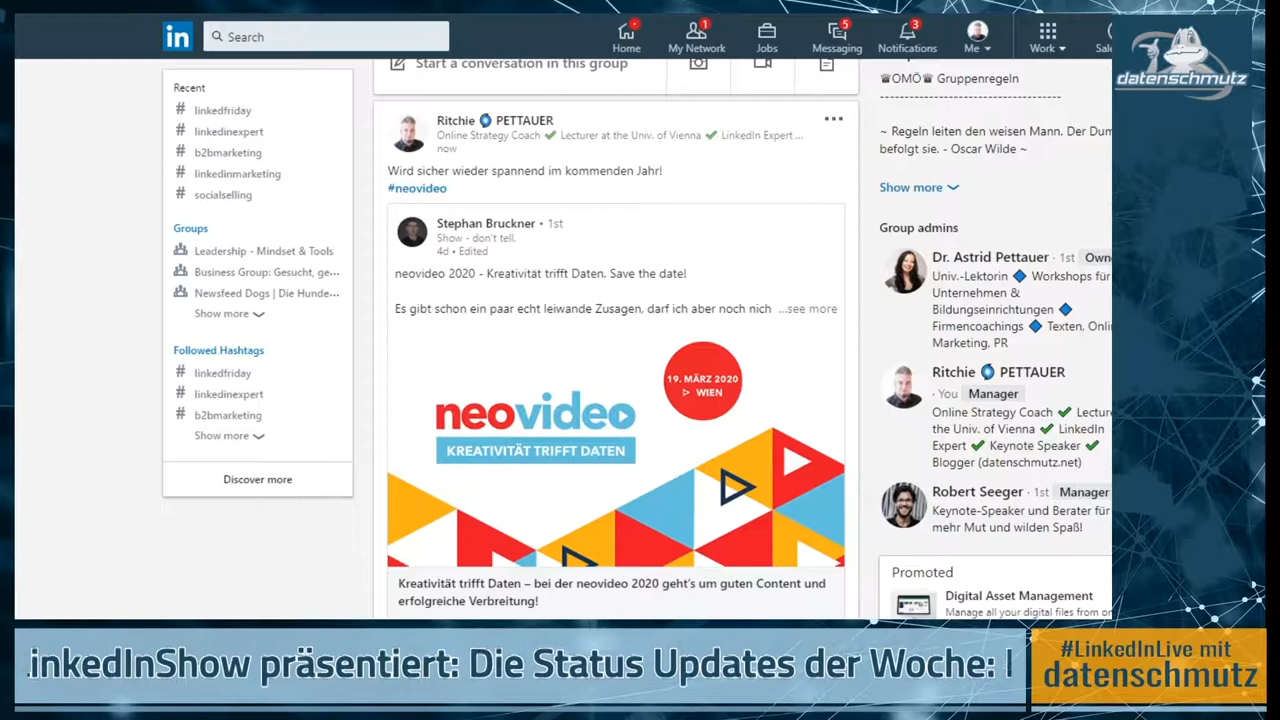 in
Search
Home
1
My Network
Jobs
5
Messaging
3
Notifications
Me
Work
datenschmutz
Recent
# linkedfriday
# linkedinexpert
# b2bmarketing
# linkedinmarketing
# socialselling
Groups
Leadership - Mindset & Tools
Business Group: Gesucht, ge...
Newsfeed Dogs | Die Hunde...
Show more
Followed Hashtags
# linkedfriday
# linkedinexpert
# b2bmarketing
Show more
Discover more
Start a conversation in this group
Ritchie PETTAUER
Online Strategy Coach ✔ Lecturer at the Univ. of Vienna ✔ LinkedIn Expert ...
now
Wird sicher wieder spannend im kommenden Jahr!
#neovideo
Stephan Bruckner • 1st
Show - don't tell.
4d • Edited
neovideo 2020 - Kreativität trifft Daten. Save the date!
Es gibt schon ein paar echt leiwande Zusagen, darf ich aber noch nich ...see more
19. MÄRZ 2020
WIEN
neovideo
KREATIVITÄT TRIFFT DATEN
Kreativität trifft Daten – bei der neovideo 2020 geht's um guten Content und
erfolgreiche Verbreitung!
♕OMÖ♕ Gruppenregeln
--------------------------------
~ Regeln leiten den weisen Mann. Der Dum
befolgt sie. - Oscar Wilde ~
Show more
Group admins
Dr. Astrid Pettauer · 1st Own
Univ.-Lektorin 🔷 Workshops für
Unternehmen &
Bildungseinrichtungen 🔷
Firmencoachings 🔷 Texten, Onli
Marketing, PR
Ritchie PETTAUER
· You Manager
Online Strategy Coach ✔ Lecture
the Univ. of Vienna ✔ LinkedIn
Expert ✔ Keynote Speaker ✔
Blogger (datenschmutz.net)
Robert Seeger · 1st Manager
Keynote-Speaker und Berater für
mehr Mut und wilden Spaß!
Promoted
Digital Asset Management
Manage all your digital files from on
inkedInShow präsentiert: Die Status Updates der Woche:
#LinkedInLive mit
datenschmutz